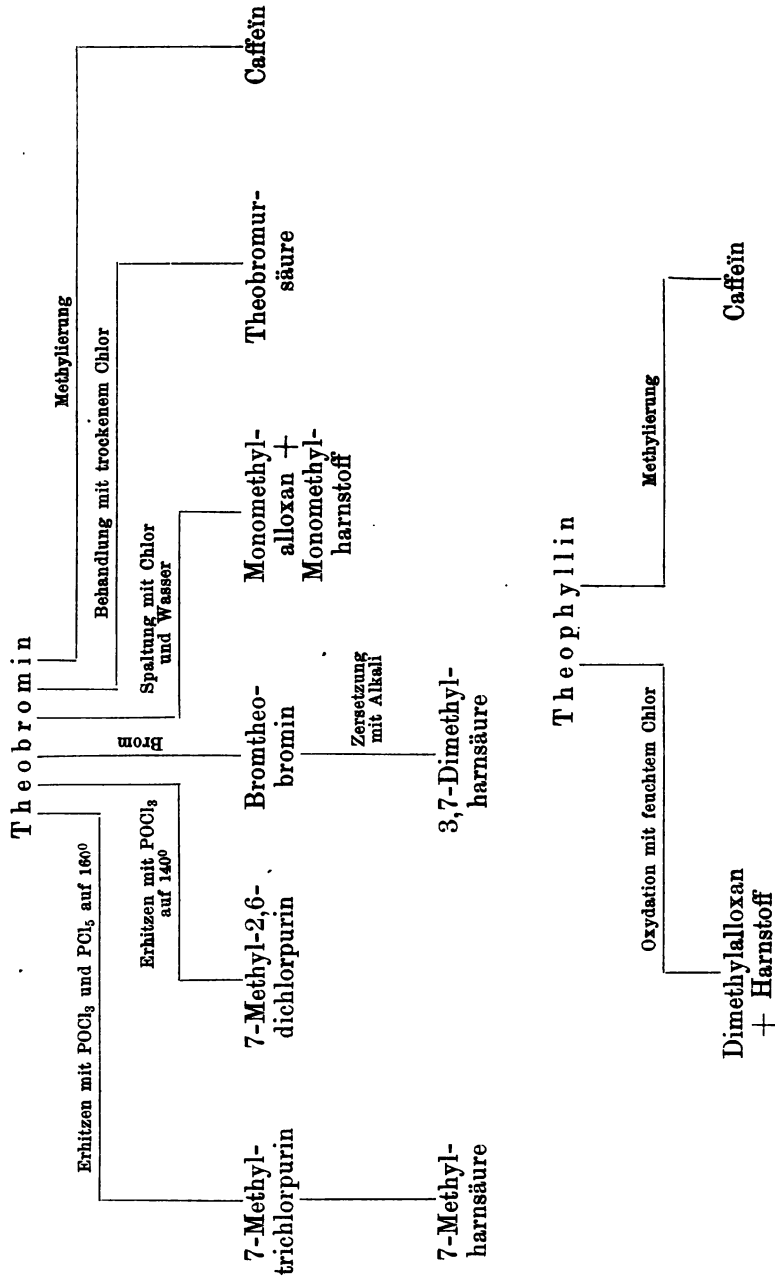 Theobromin
Erhitzen mit POCl₃ und PCl₅ auf 160⁰
Erhitzen mit POCl₃
auf 140⁰
Brom
Spaltung mit Chlor
und Wasser
Behandlung mit trockenem Chlor
Methylierung
7-Methyl-
trichlorpurin
7-Methyl-2,6-
dichlorpurin
Bromtheo-
bromin
Monomethyl-
alloxan +
Monomethyl-
harnstoff
Theobromur-
säure
Caffeïn
Zersetzung
mit Alkali
7-Methyl-
harnsäure
3,7-Dimethyl-
harnsäure
Theophyllin
Oxydation mit feuchtem Chlor
Methylierung
Dimethylalloxan
+ Harnstoff
Caffeïn